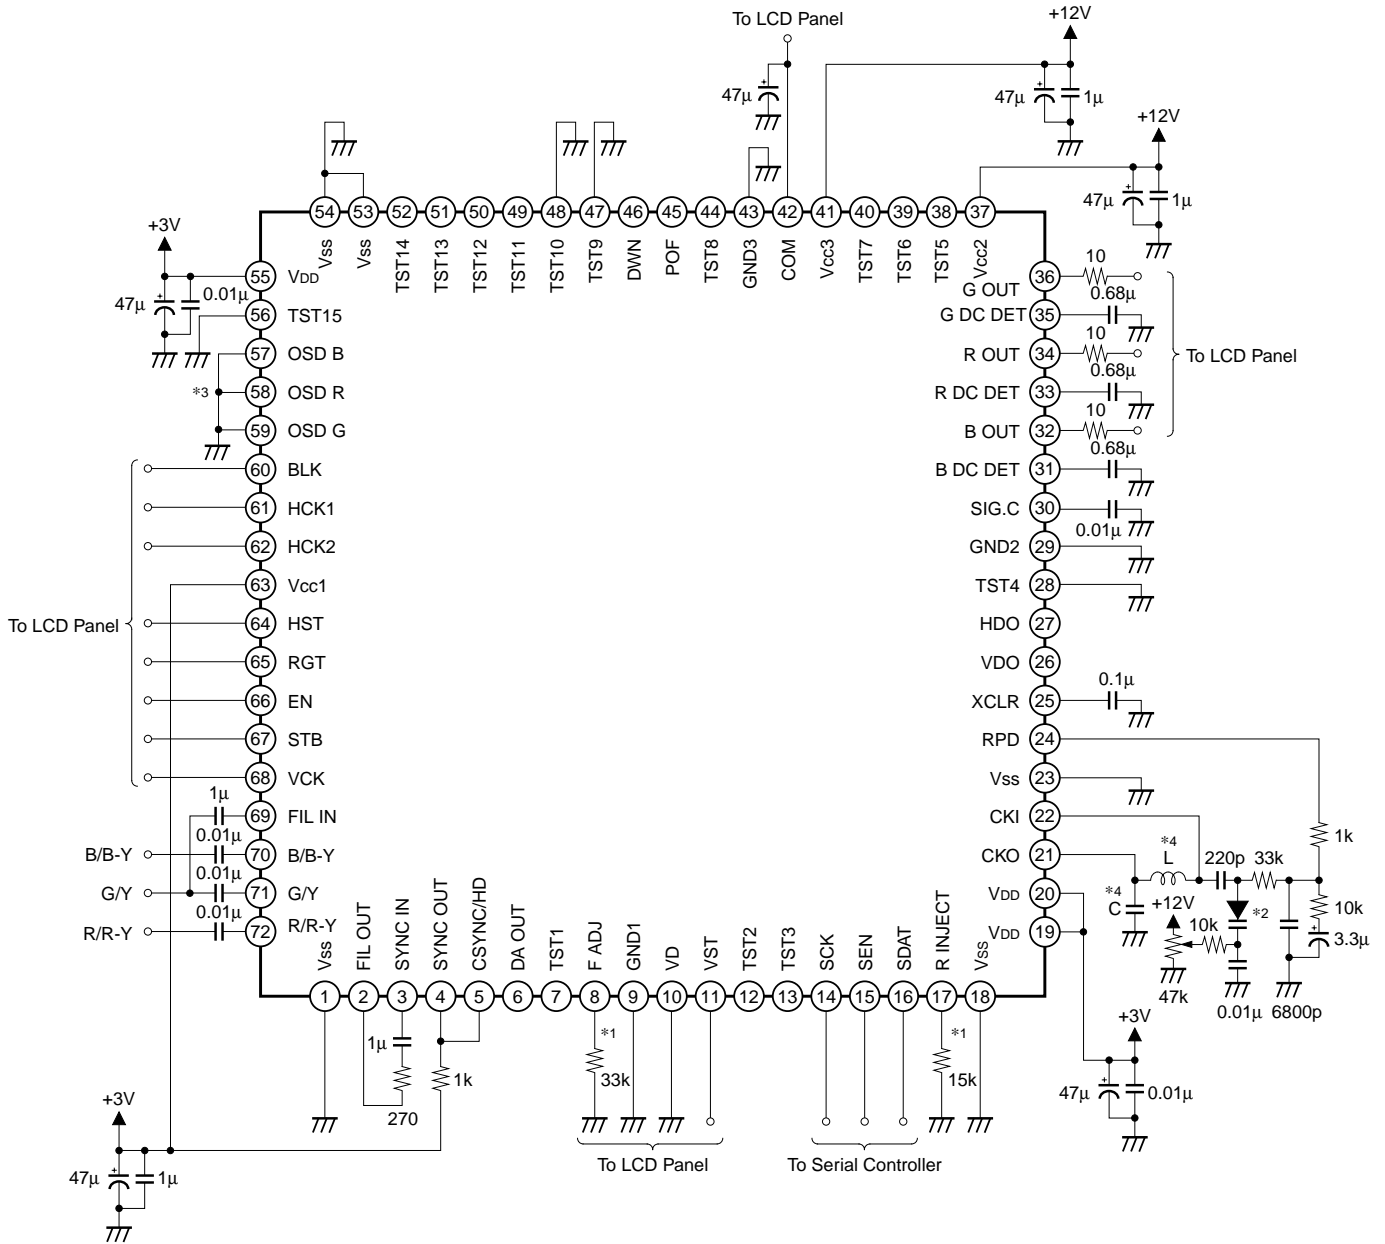 To LCD Panel
+12V
47μ
47μ
1μ
+12V
47μ
1μ
54 53 52 51 50 49 48 47 46 45 44 43 42 41 40 39 38 37
Vss
Vss
TST14
TST13
TST12
TST11
TST10
TST9
DWN
POF
TST8
GND3
COM
Vcc3
TST7
TST6
TST5
Vcc2
+3V
47μ
0.01μ
55 VDD
56 TST15
57 OSD B
*3
58 OSD R
59 OSD G
60 BLK
61 HCK1
62 HCK2
63 Vcc1
To LCD Panel
64 HST
65 RGT
66 EN
67 STB
68 VCK
1μ
69 FIL IN
0.01μ
B/B-Y
70 B/B-Y
0.01μ
G/Y
71 G/Y
0.01μ
R/R-Y
72 R/R-Y
G OUT 36
10
0.68μ
G DC DET 35
R OUT 34
10
0.68μ
To LCD Panel
R DC DET 33
B OUT 32
10
0.68μ
B DC DET 31
SIG.C 30
0.01μ
GND2 29
TST4 28
HDO 27
VDO 26
XCLR 25
0.1μ
RPD 24
Vss 23
CKI 22
CKO 21
VDD 20
VDD 19
1k
*4
L
220p
33k
*4
C
+12V
10k
*2
10k
3.3μ
47k
0.01μ
6800p
Vss
FIL OUT
SYNC IN
SYNC OUT
CSYNC/HD
DA OUT
TST1
F ADJ
GND1
VD
VST
TST2
TST3
SCK
SEN
SDAT
R INJECT
Vss
1 2 3 4 5 6 7 8 9 10 11 12 13 14 15 16 17 18
1μ
270
1k
*1
33k
*1
15k
+3V
47μ
0.01μ
+3V
47μ
1μ
To LCD Panel
To Serial Controller